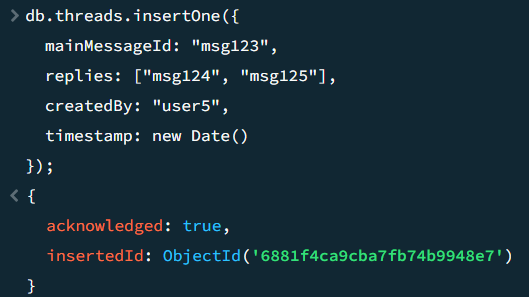 > db.threads.insertOne({
mainMessageId: "msg123",
replies: ["msg124", "msg125"],
createdBy: "user5",
timestamp: new Date()
});
< {
acknowledged: true,
insertedId: ObjectId('6881f4ca9cba7fb74b9948e7')
}